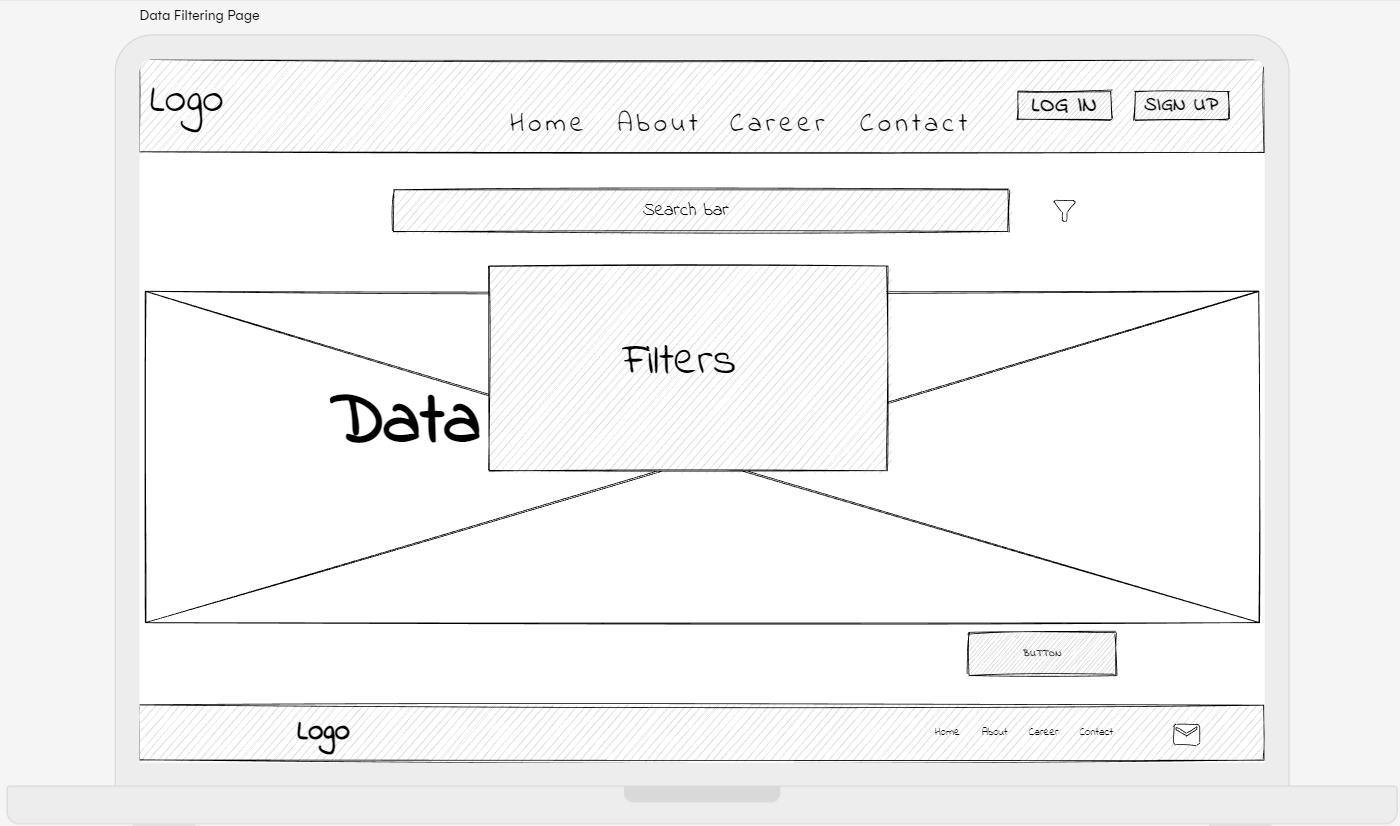 Data Filtering Page
Logo
Home About Career Contact
LOG IN
SIGN UP
Search bar
Filters
Data
BUTTON
Logo
Home About Career Contact